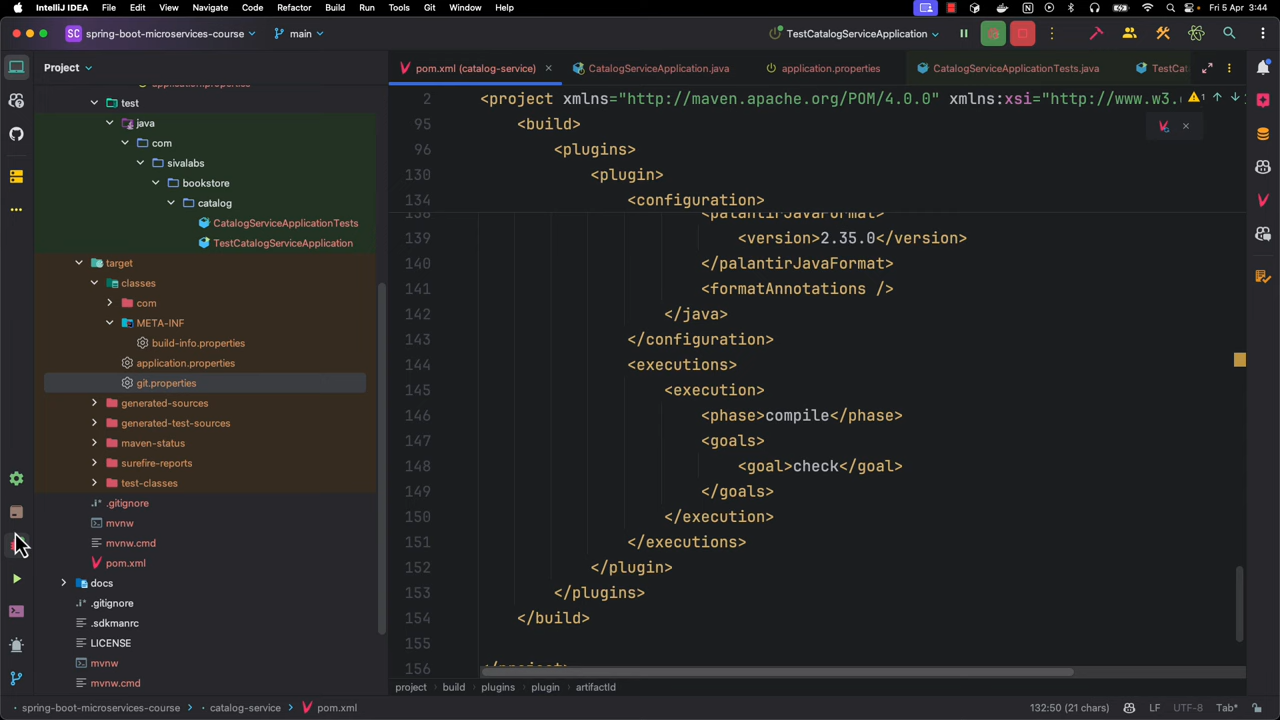 IntelliJ IDEA File Edit View Navigate Code Refactor Build Run Tools Git Window Help Fri 5 Apr 3:44
SC spring-boot-microservices-course main TestCatalogServiceApplication
Project
pom.xml (catalog-service) CatalogServiceApplication.java application.properties CatalogServiceApplicationTests.java TestCat
test
java
com
sivalabs
bookstore
catalog
CatalogServiceApplicationTests
TestCatalogServiceApplication
target
classes
com
META-INF
build-info.properties
application.properties
git.properties
generated-sources
generated-test-sources
maven-status
surefire-reports
test-classes
.gitignore
mvnw
mvnw.cmd
pom.xml
docs
.gitignore
.sdkmanrc
LICENSE
mvnw
mvnw.cmd
2 <project xmlns="http://maven.apache.org/POM/4.0.0" xmlns:xsi="http://www.w3. 1
95 <build>
96 <plugins>
130 <plugin>
134 <configuration>
138 <palantirJavaFormat>
139 <version>2.35.0</version>
140 </palantirJavaFormat>
141 <formatAnnotations />
142 </java>
143 </configuration>
144 <executions>
145 <execution>
146 <phase>compile</phase>
147 <goals>
148 <goal>check</goal>
149 </goals>
150 </execution>
151 </executions>
152 </plugin>
153 </plugins>
154 </build>
155
156 </project>
project build plugins plugin artifactId
spring-boot-microservices-course catalog-service pom.xml 132:50 (21 chars) LF UTF-8 Tab*